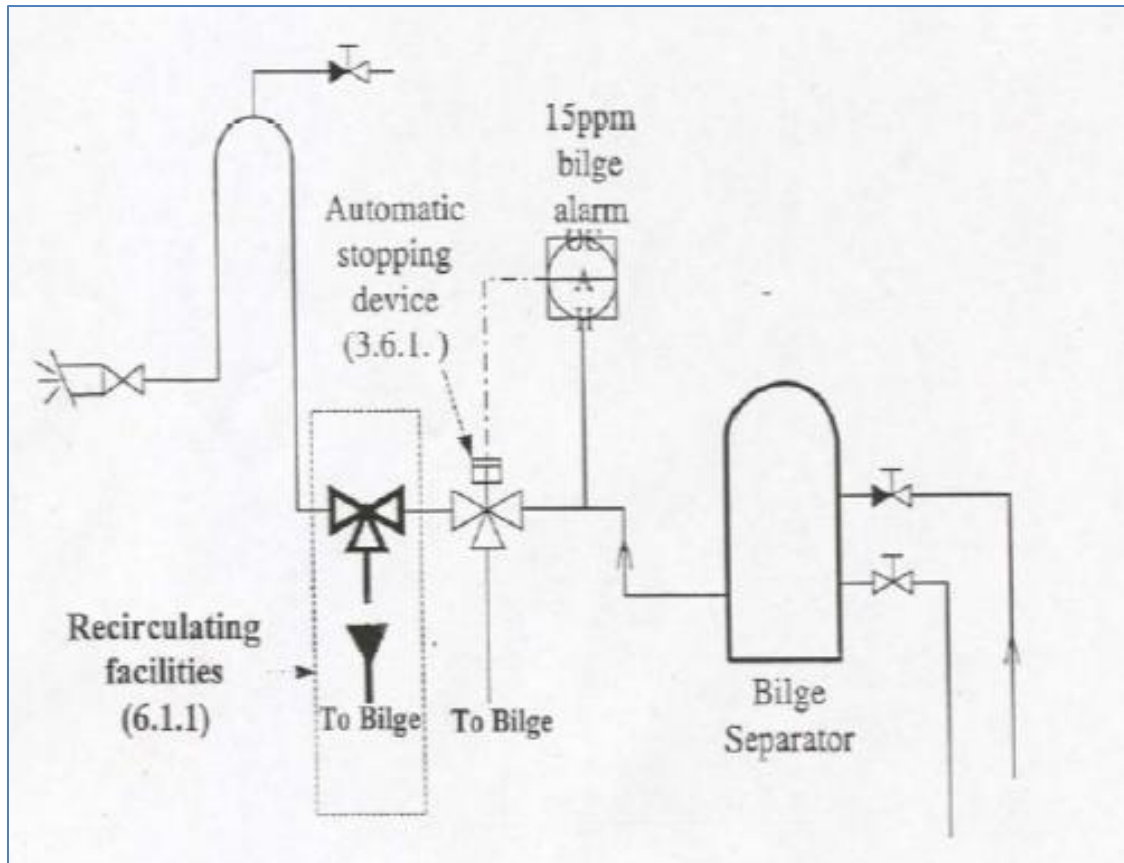 15ppm
bilge
alarm
A
H
Automatic
stopping
device
(3.6.1. )
Recirculating
facilities
(6.1.1)
To Bilge
To Bilge
Bilge
Separator